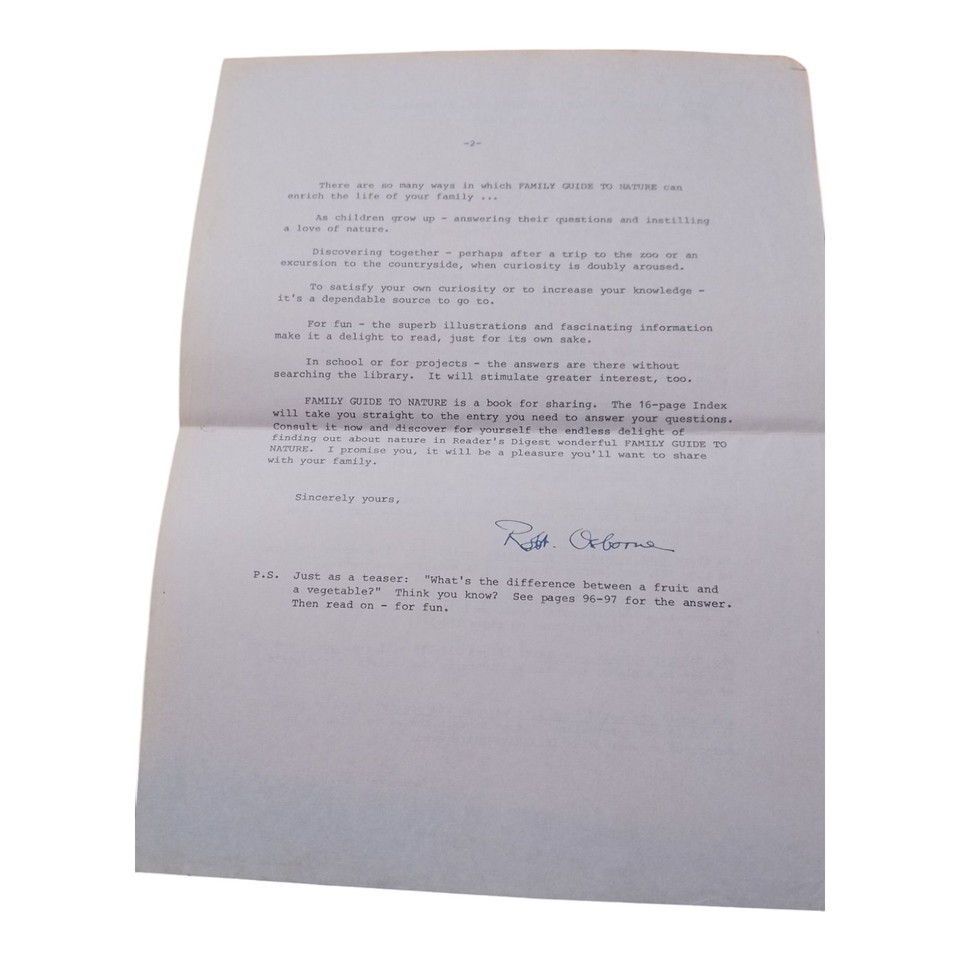 -2-
There are so many ways in which FAMILY GUIDE TO NATURE can
enrich the life of your family ...
As children grow up - answering their questions and instilling
a love of nature.
Discovering together - perhaps after a trip to the zoo or an
excursion to the countryside, when curiosity is doubly aroused.
To satisfy your own curiosity or to increase your knowledge -
it's a dependable source to go to.
For fun - the superb illustrations and fascinating information
make it a delight to read, just for its own sake.
In school or for projects - the answers are there without
searching the library. It will stimulate greater interest, too.
FAMILY GUIDE TO NATURE is a book for sharing. The 16-page Index
will take you straight to the entry you need to answer your questions.
Consult it now and discover for yourself the endless delight of
finding out about nature in Reader's Digest wonderful FAMILY GUIDE TO
NATURE. I promise you, it will be a pleasure you'll want to share
with your family.
Sincerely yours,
Osborne
P.S. Just as a teaser: "What's the difference between a fruit and
a vegetable?" Think you know? See pages 96-97 for the answer.
Then read on - for fun.